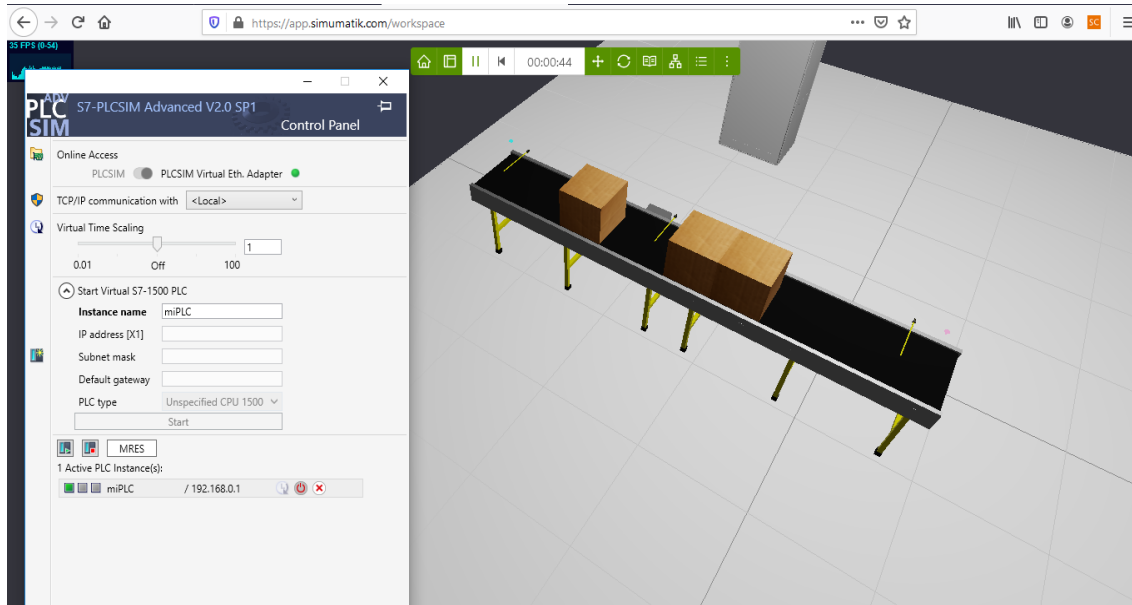 https://app.simumatik.com/workspace
SC
35 FPS (0-54)
00:00:44
ADV
PLC
SIM
S7-PLCSIM Advanced V2.0 SP1
Control Panel
Online Access
PLCSIM PLCSIM Virtual Eth. Adapter
TCP/IP communication with <Local>
Virtual Time Scaling
1
0.01 Off 100
Start Virtual S7-1500 PLC
Instance name miPLC
IP address [X1]
Subnet mask
Default gateway
PLC type Unspecified CPU 1500
Start
MRES
1 Active PLC Instance(s):
miPLC / 192.168.0.1